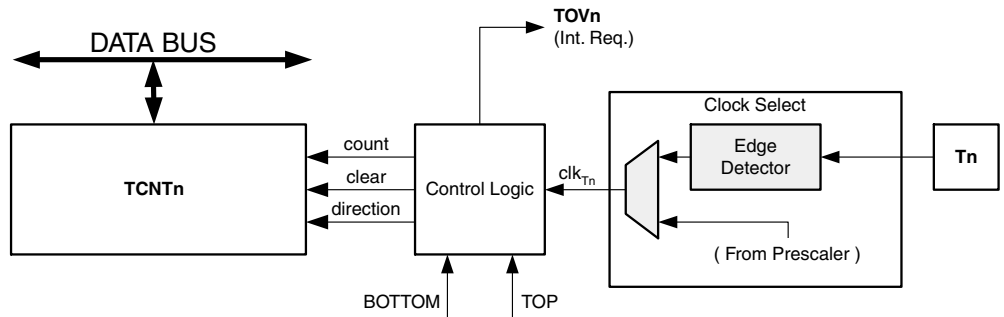 TOVn
(Int. Req.)
DATA BUS
Clock Select
count
Edge
Detector
Tn
TCNTn
clear
Control Logic
clkTn
direction
( From Prescaler )
BOTTOM
TOP